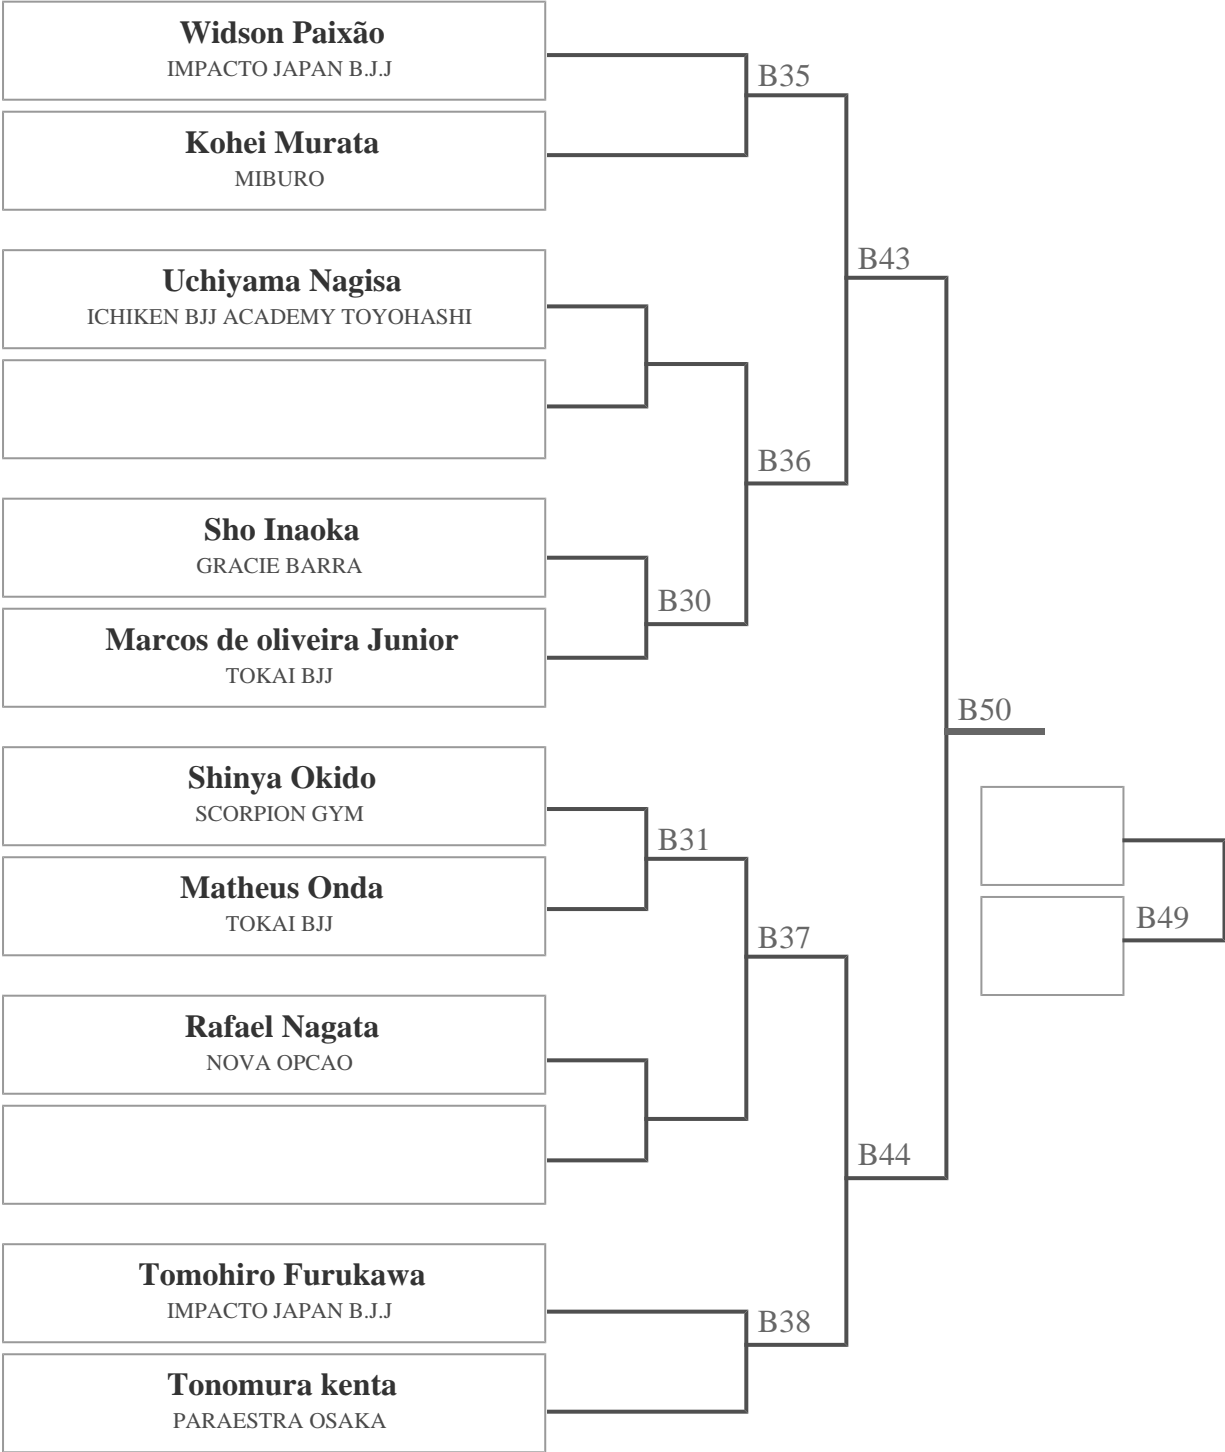 Widson Paixão
IMPACTO JAPAN B.J.J
B35
Kohei Murata
MIBURO
B43
Uchiyama Nagisa
ICHIKEN BJJ ACADEMY TOYOHASHI
B36
Sho Inaoka
GRACIE BARRA
B30
Marcos de oliveira Junior
TOKAI BJJ
B50
Shinya Okido
SCORPION GYM
B31
Matheus Onda
TOKAI BJJ
B49
B37
Rafael Nagata
NOVA OPCAO
B44
Tomohiro Furukawa
IMPACTO JAPAN B.J.J
B38
Tonomura kenta
PARAESTRA OSAKA